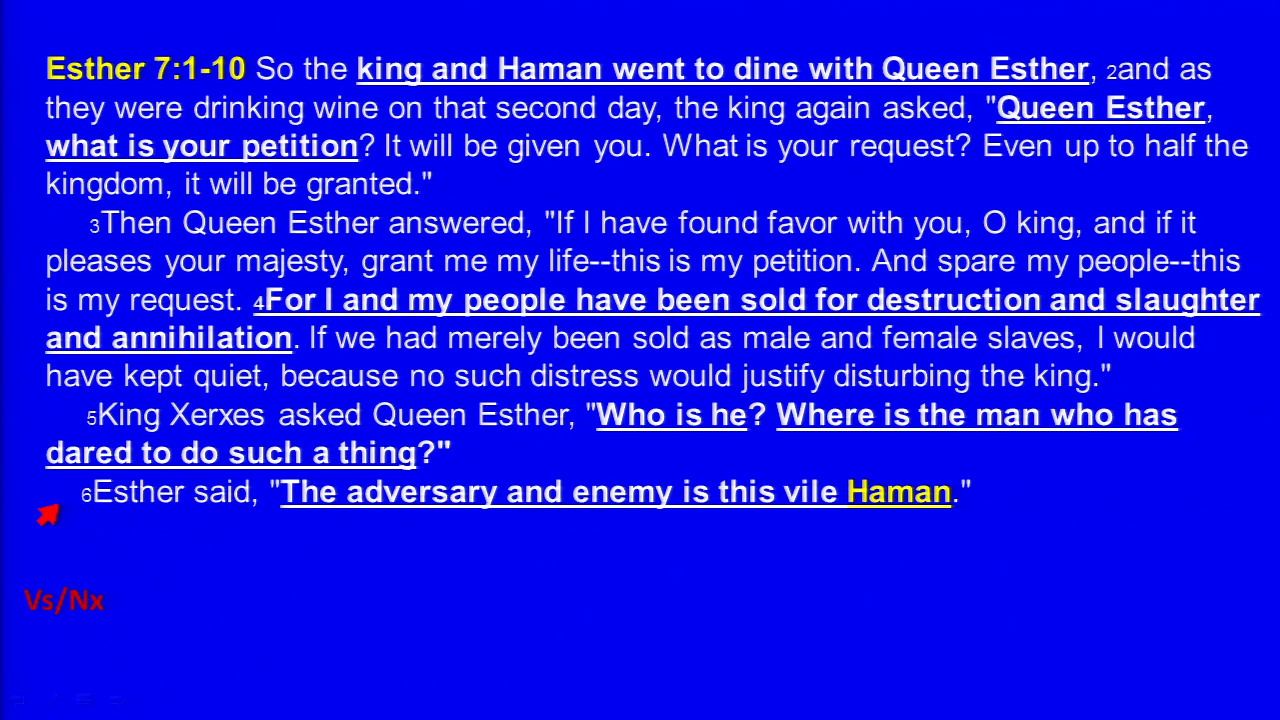 Esther 7:1-10 So the king and Haman went to dine with Queen Esther, 2and as
they were drinking wine on that second day, the king again asked, "Queen Esther,
what is your petition? It will be given you. What is your request? Even up to half the
kingdom, it will be granted."
3Then Queen Esther answered, "If I have found favor with you, O king, and if it
pleases your majesty, grant me my life--this is my petition. And spare my people--this
is my request. 4For I and my people have been sold for destruction and slaughter
and annihilation. If we had merely been sold as male and female slaves, I would
have kept quiet, because no such distress would justify disturbing the king."
5King Xerxes asked Queen Esther, "Who is he? Where is the man who has
dared to do such a thing?"
6Esther said, "The adversary and enemy is this vile Haman."
Vs/Nx